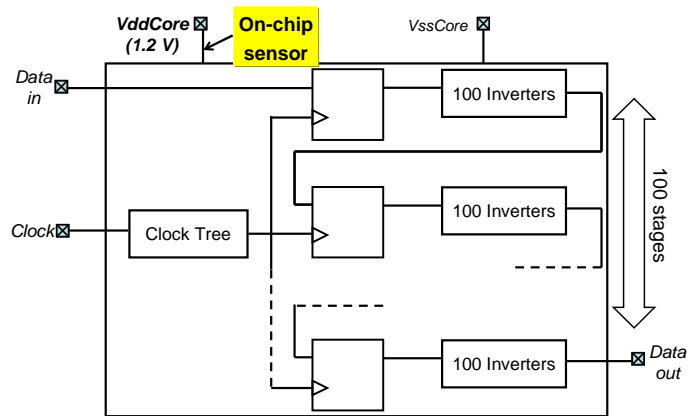 VddCore
(1.2 V)
On-chip
sensor
VssCore
Data
in
100 Inverters
100 Inverters
100 stages
Clock
Clock Tree
100 Inverters
Data
out